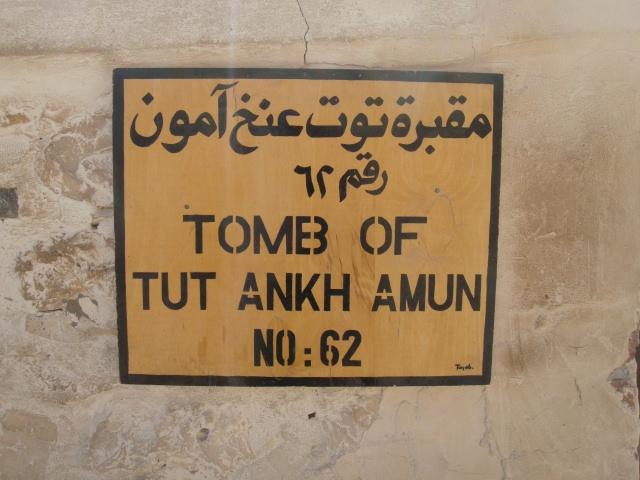 مقبرة توت عنخ آمون
رقم ٦٢
TOMB OF
TUT ANKH AMUN
NO: 62